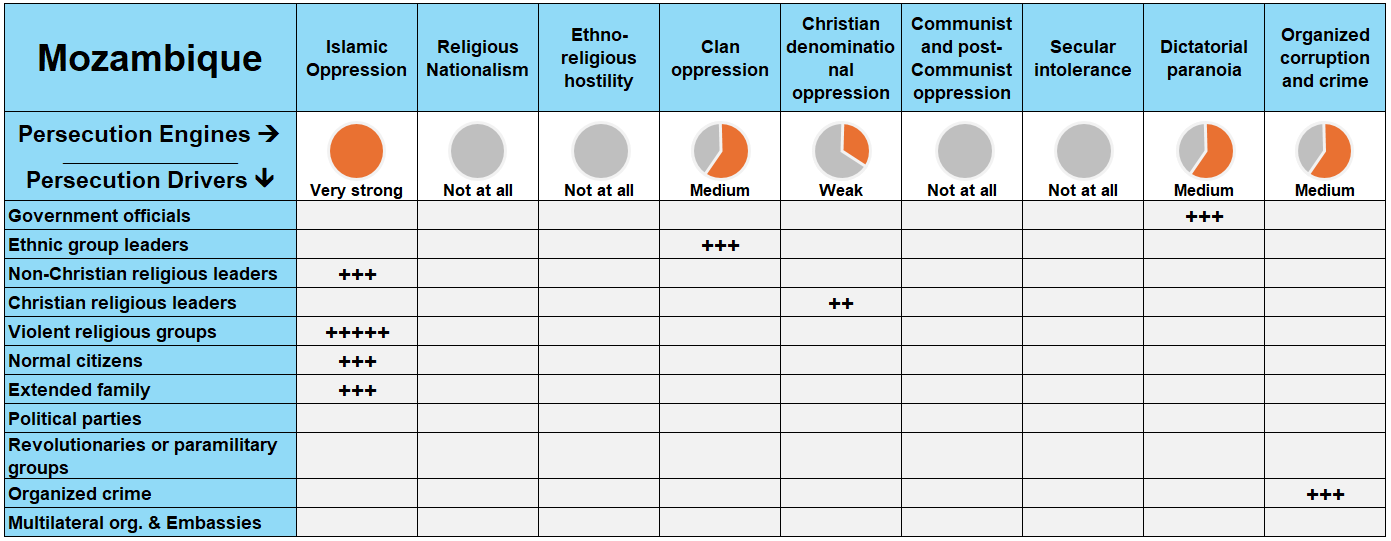 Mozambique
Islamic
Oppression
Religious
Nationalism
Ethno-
religious
hostility
Clan
oppression
Christian
denominatio
nal
oppression
Communist
and post-
Communist
oppression
Secular
intolerance
Dictatorial
paranoia
Organized
corruption
and crime
Persecution Engines →
Persecution Drivers ↓
Very strong
Not at all
Not at all
Medium
Weak
Not at all
Not at all
Medium
Medium
Government officials +++
Ethnic group leaders +++
Non-Christian religious leaders +++
Christian religious leaders ++
Violent religious groups +++++
Normal citizens +++
Extended family +++
Political parties
Revolutionaries or paramilitary
groups
Organized crime +++
Multilateral org. & Embassies